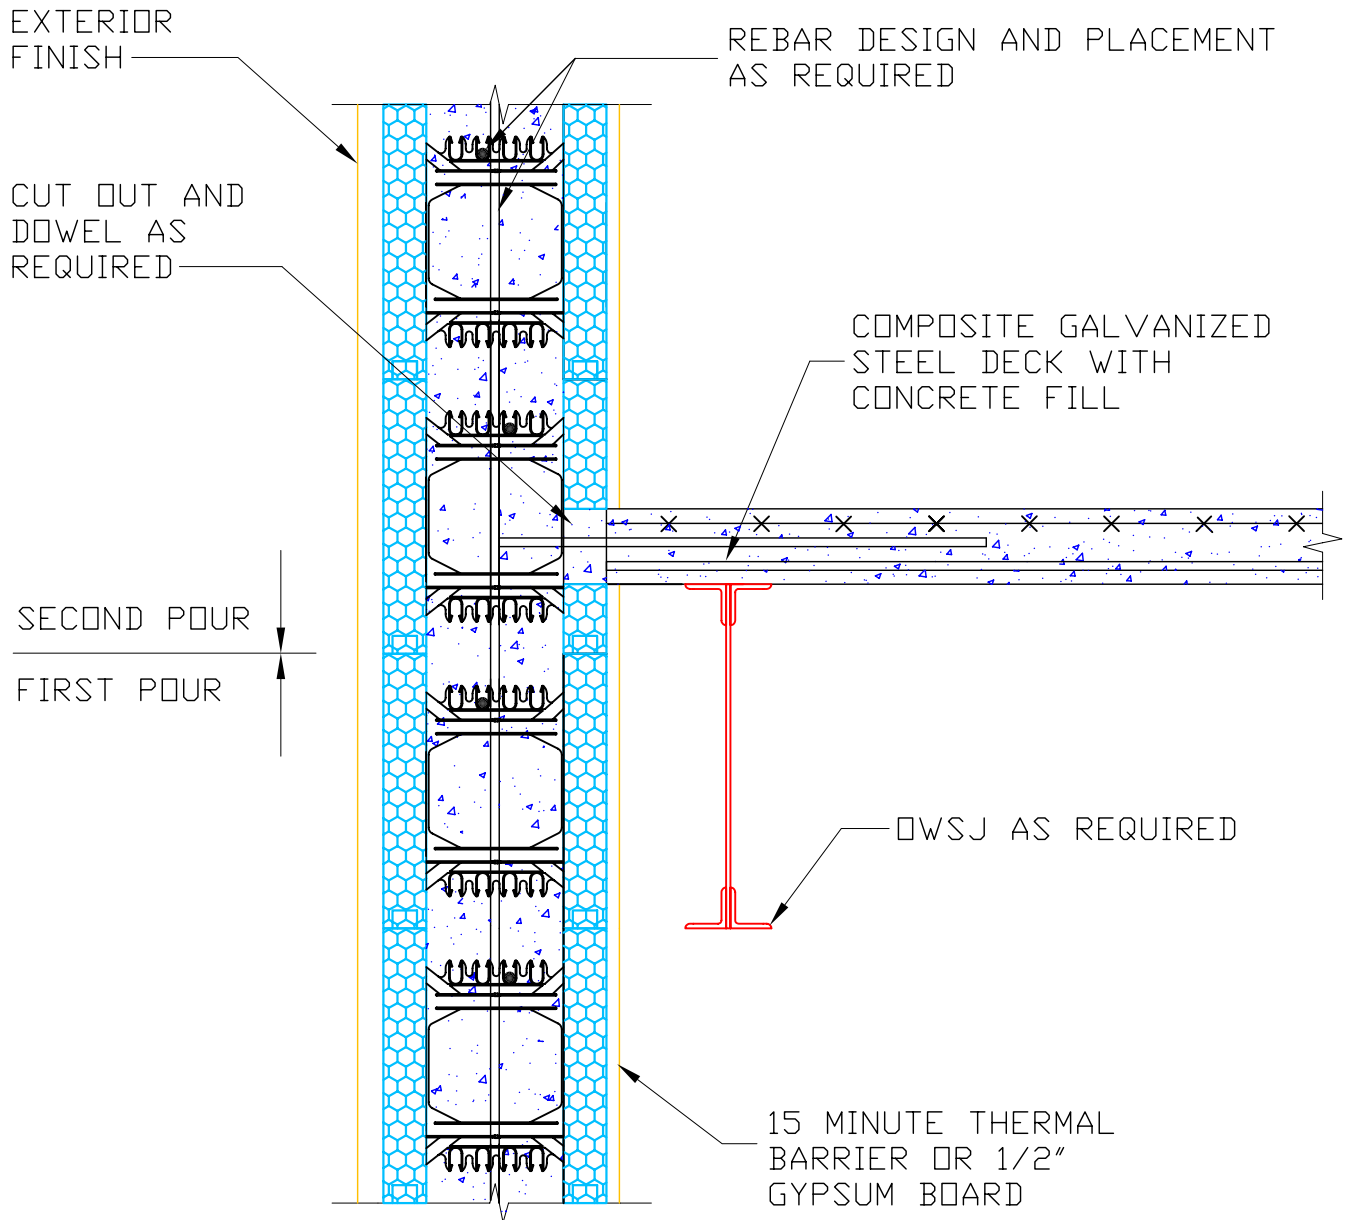 EXTERIOR
FINISH
REBAR DESIGN AND PLACEMENT
AS REQUIRED
CUT OUT AND
DOWEL AS
REQUIRED
COMPOSITE GALVANIZED
STEEL DECK WITH
CONCRETE FILL
SECOND POUR
FIRST POUR
OWSJ AS REQUIRED
15 MINUTE THERMAL
BARRIER OR 1/2"
GYPSUM BOARD